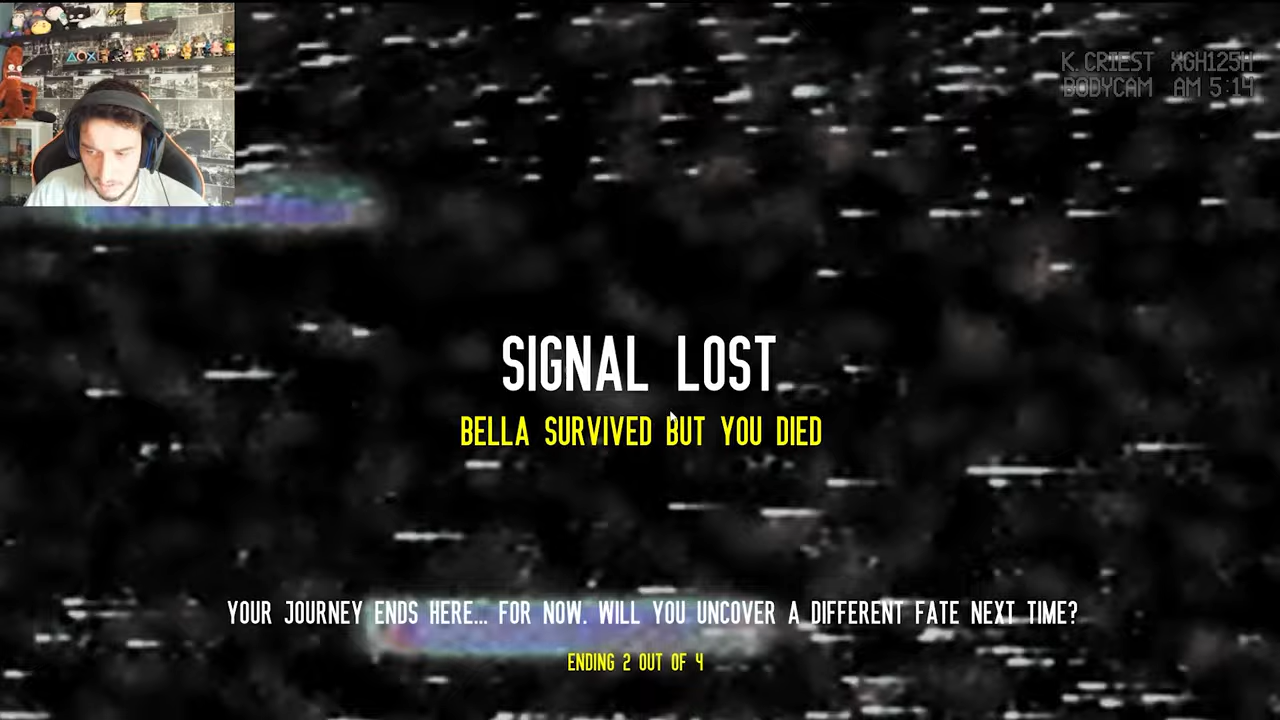 K.CRIEST XGH125H
BODYCAM AM 5:14
SIGNAL LOST
BELLA SURVIVED BUT YOU DIED
YOUR JOURNEY ENDS HERE... FOR NOW. WILL YOU UNCOVER A DIFFERENT FATE NEXT TIME?
ENDING 2 OUT OF 4